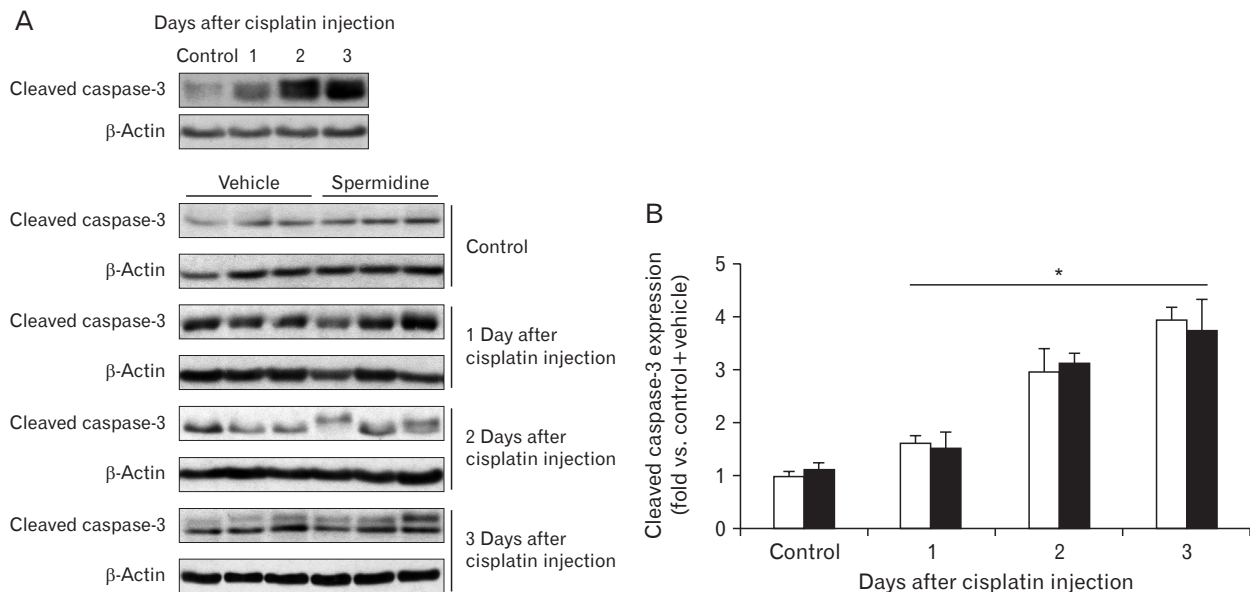 A
Days after cisplatin injection
Control 1 2 3
Cleaved caspase-3
β-Actin
Vehicle Spermidine
Cleaved caspase-3
β-Actin
Control
Cleaved caspase-3
β-Actin
1 Day after
cisplatin injection
Cleaved caspase-3
β-Actin
2 Days after
cisplatin injection
Cleaved caspase-3
β-Actin
3 Days after
cisplatin injection
B
Cleaved caspase-3 expression
(fold vs. control+vehicle)
5
4
3
2
1
0
*
Control 1 2 3
Days after cisplatin injection